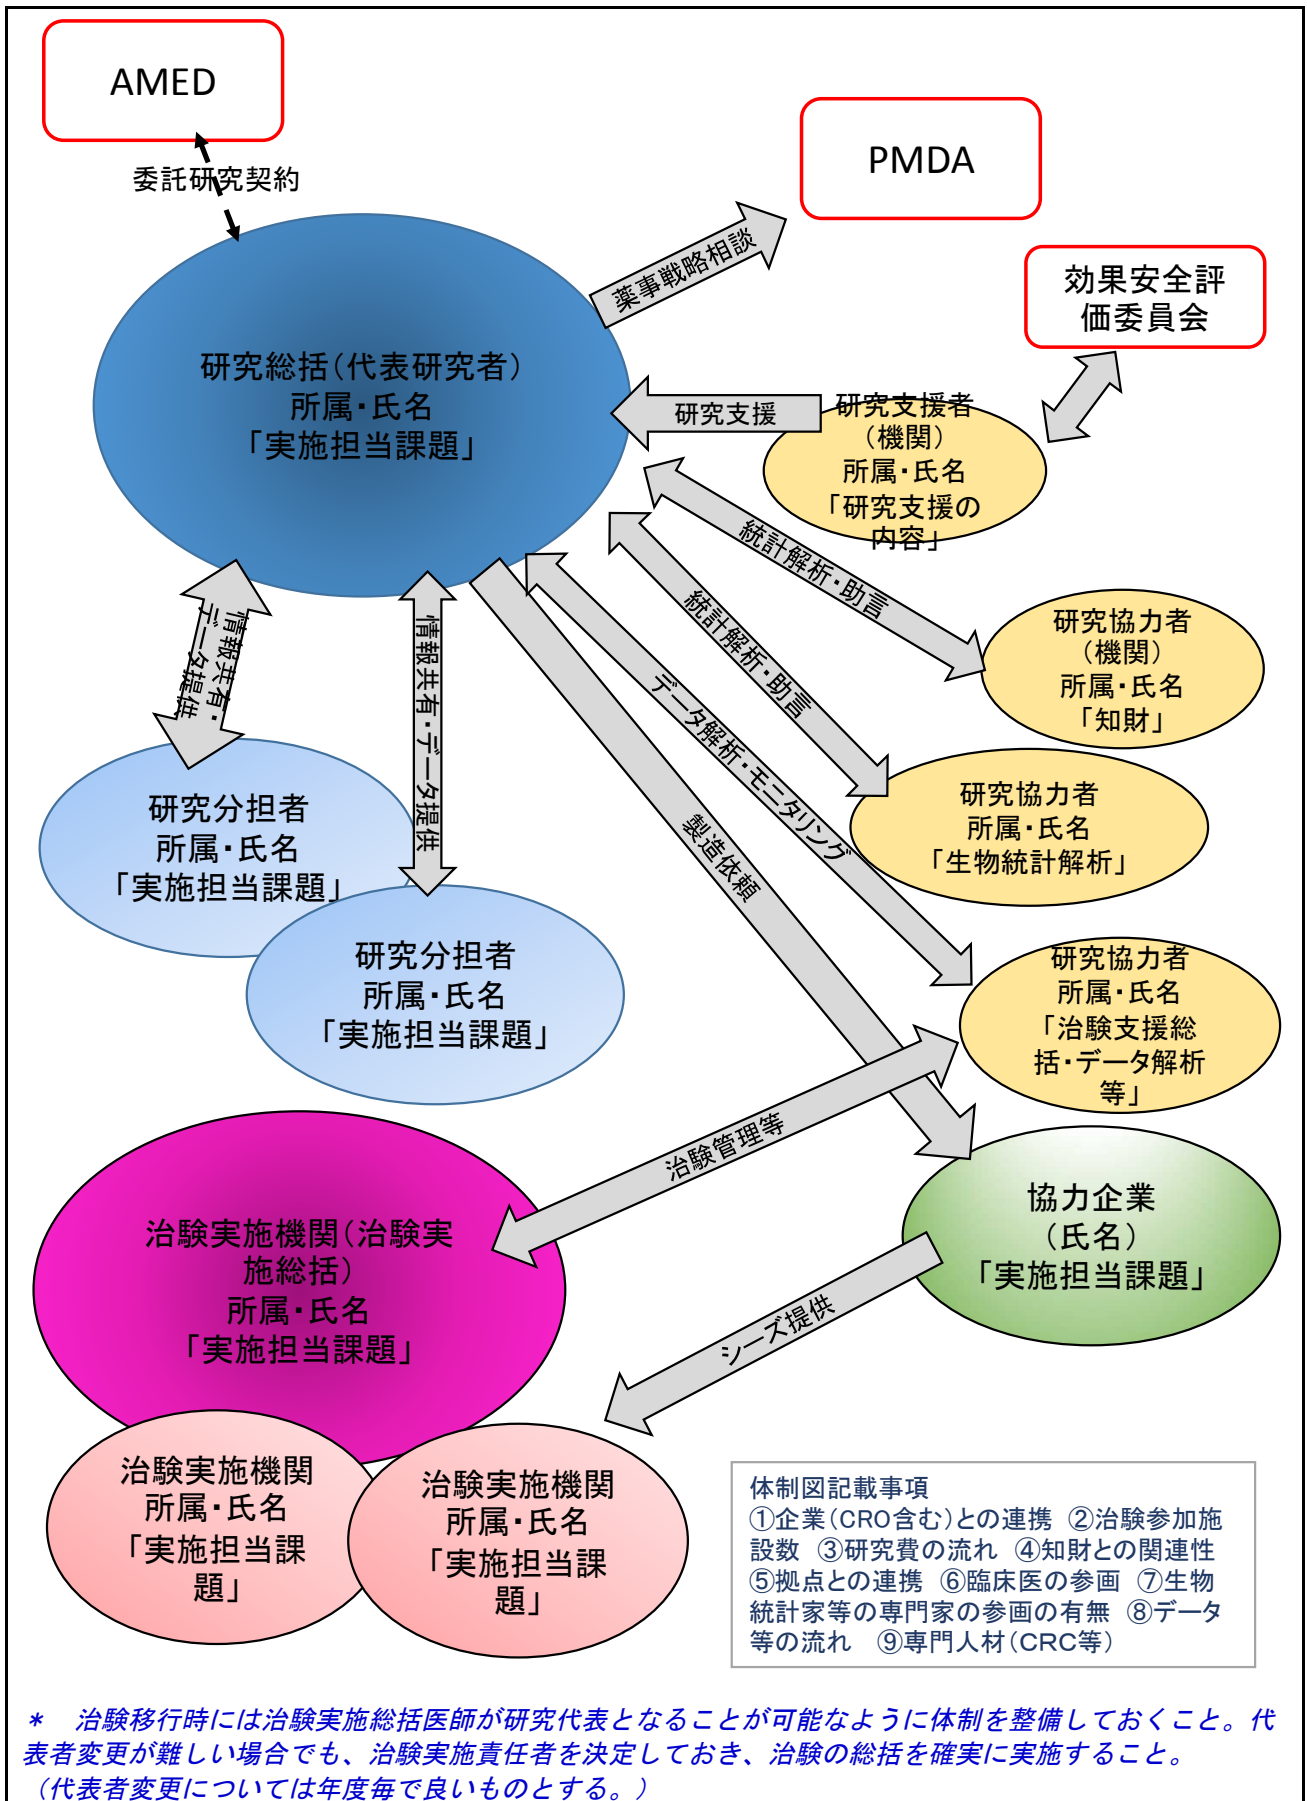 AMED
委託研究契約
PMDA
薬事戦略相談
効果安全評
価委員会
研究総括（代表研究者）
所属・氏名
「実施担当課題」
研究支援
研究支援者
（機関）
所属・氏名
「研究支援の
内容」
統計解析・助言
統計解析・助言
研究協力者
（機関）
所属・氏名
「知財」
情報共有・
データ提供
情報共有・データ提供
データ解析・モニタリング
製造依頼
研究協力者
所属・氏名
「生物統計解析」
研究分担者
所属・氏名
「実施担当課題」
研究分担者
所属・氏名
「実施担当課題」
研究協力者
所属・氏名
「治験支援総
括・データ解析
等」
治験管理等
協力企業
（氏名）
「実施担当課題」
治験実施機関（治験実
施総括）
所属・氏名
「実施担当課題」
シーズ提供
治験実施機関
所属・氏名
「実施担当課
題」
治験実施機関
所属・氏名
「実施担当課
題」
体制図記載事項
①企業（CRO含む）との連携　②治験参加施
設数　③研究費の流れ　④知財との関連性
⑤拠点との連携　⑥臨床医の参画　⑦生物
統計家等の専門家の参画の有無　⑧データ
等の流れ　⑨専門人材（CRC等）
＊　治験移行時には治験実施総括医師が研究代表となることが可能なように体制を整備しておくこと。代
表者変更が難しい場合でも、治験実施責任者を決定しておき、治験の総括を確実に実施すること。
（代表者変更については年度毎で良いものとする。）